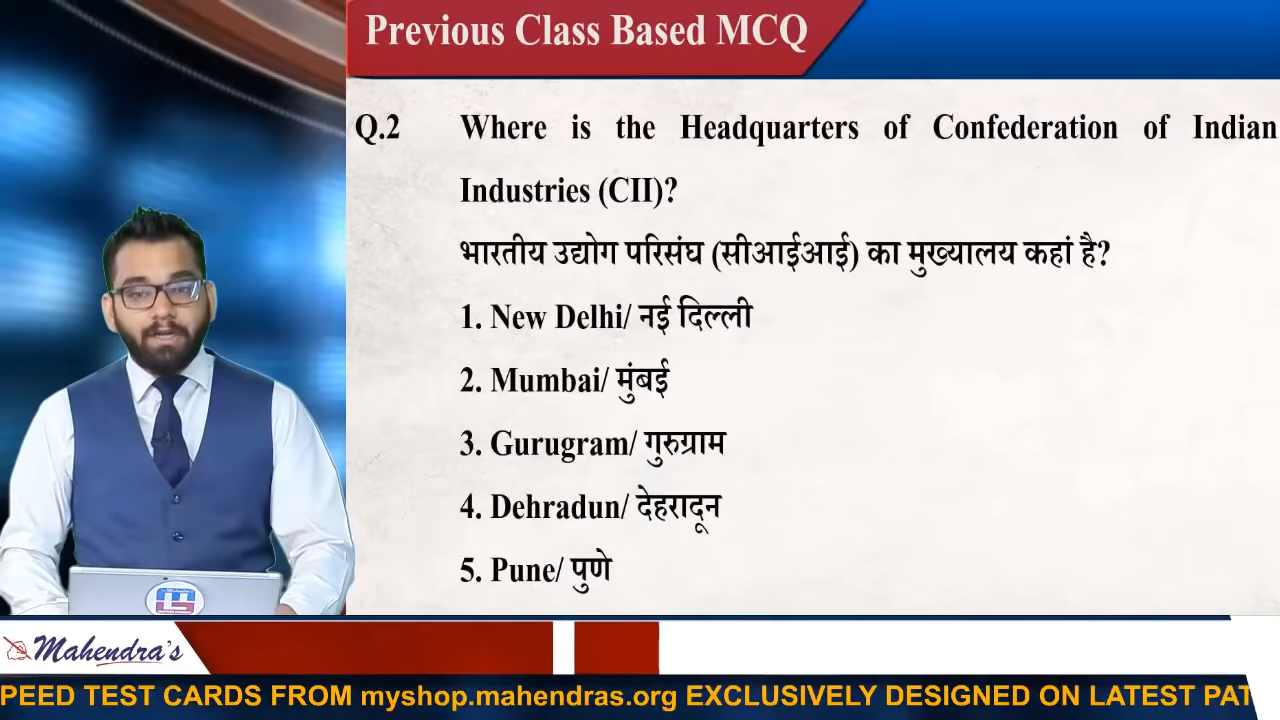 Previous Class Based MCQ
Q.2 Where is the Headquarters of Confederation of Indian
Industries (CII)?
भारतीय उद्योग परिसंघ (सीआईआई) का मुख्यालय कहां है?
1. New Delhi/ नई दिल्ली
2. Mumbai/ मुंबई
3. Gurugram/ गुरुग्राम
4. Dehradun/ देहरादून
5. Pune/ पुणे
Mahendra's
PEED TEST CARDS FROM myshop.mahendras.org EXCLUSIVELY DESIGNED ON LATEST PAT